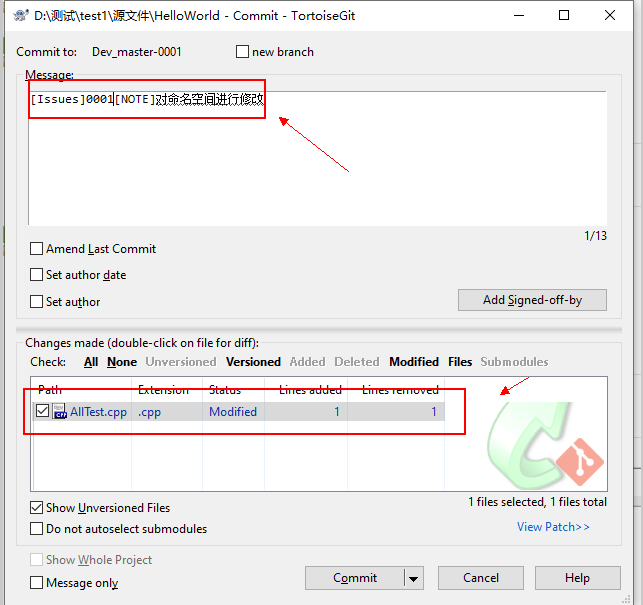 D:\测试\test1\源文件\HelloWorld - Commit - TortoiseGit
Commit to: Dev_master-0001 new branch
Message:
[Issues]0001[NOTE]对命名空间进行修改
1/13
Amend Last Commit
Set author date
Set author
Add Signed-off-by
Changes made (double-click on file for diff):
Check: All None Unversioned Versioned Added Deleted Modified Files Submodules
Path Extension Status Lines added Lines removed
AllTest.cpp .cpp Modified 1 1
Show Unversioned Files
1 files selected, 1 files total
Do not autoselect submodules
View Patch>>
Show Whole Project
Message only
Commit Cancel Help